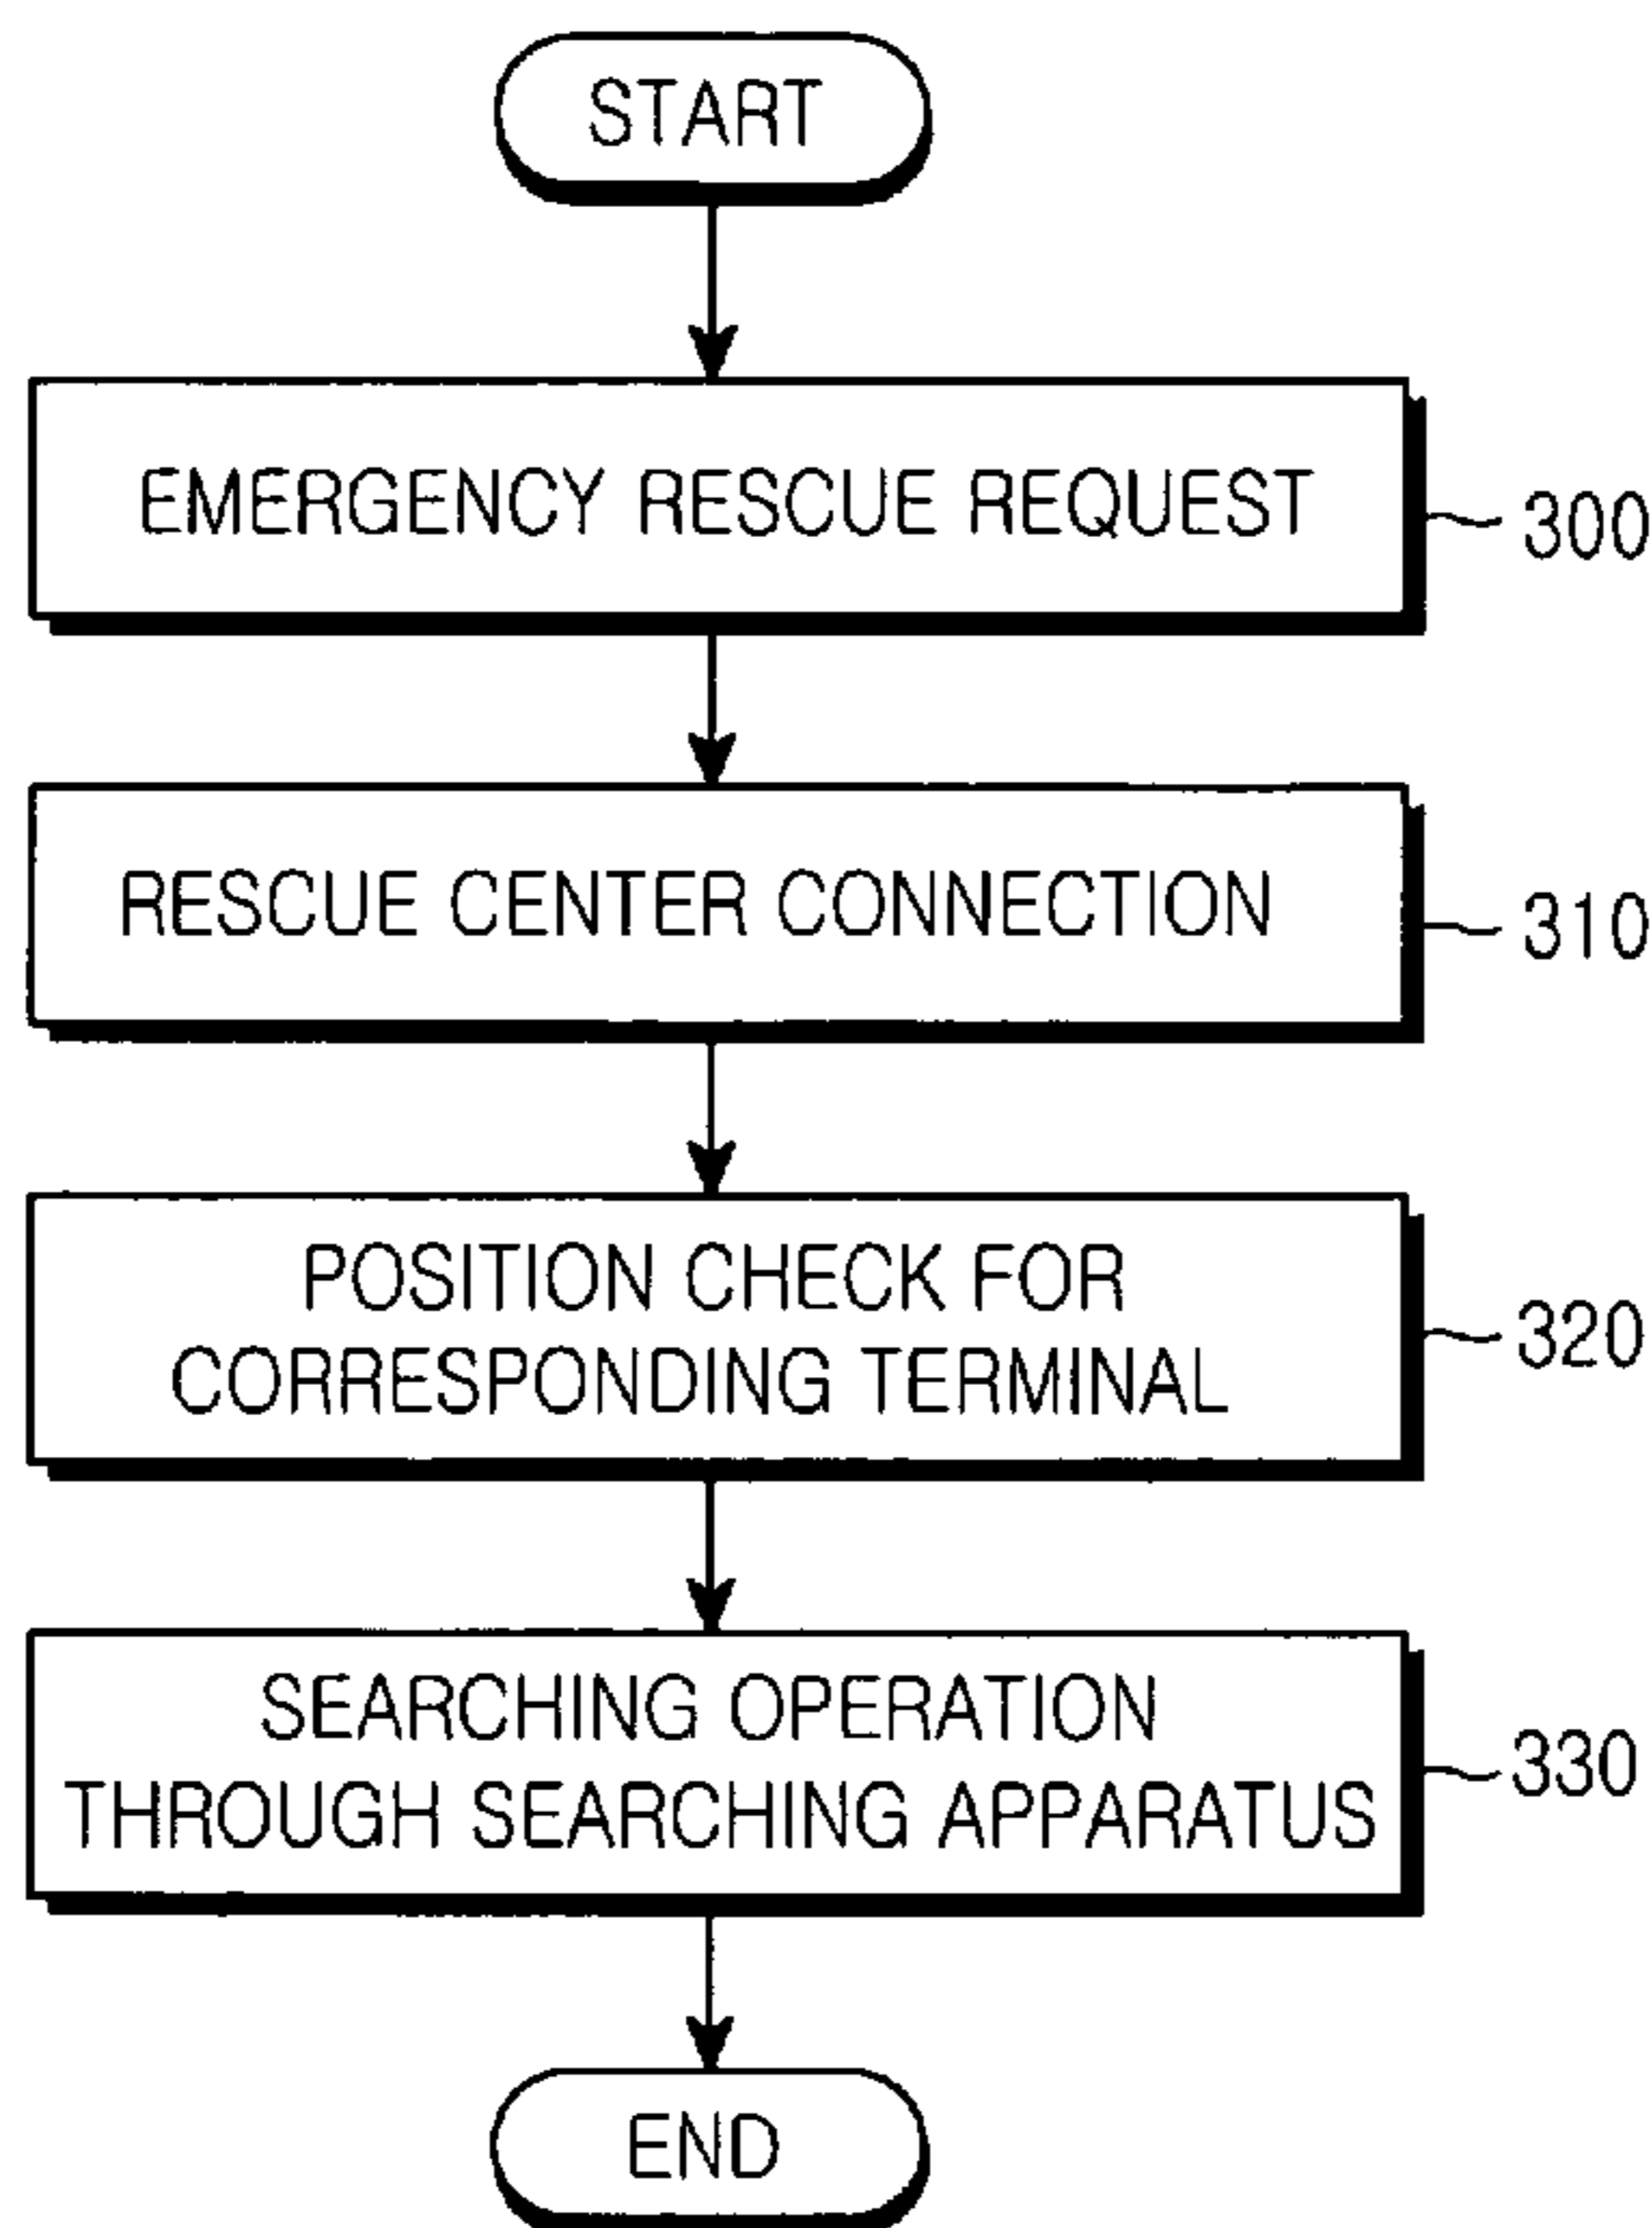 START
EMERGENCY RESCUE REQUEST
300
RESCUE CENTER CONNECTION
310
POSITION CHECK FOR
CORRESPONDING TERMINAL
320
SEARCHING OPERATION
THROUGH SEARCHING APPARATUS
330
END